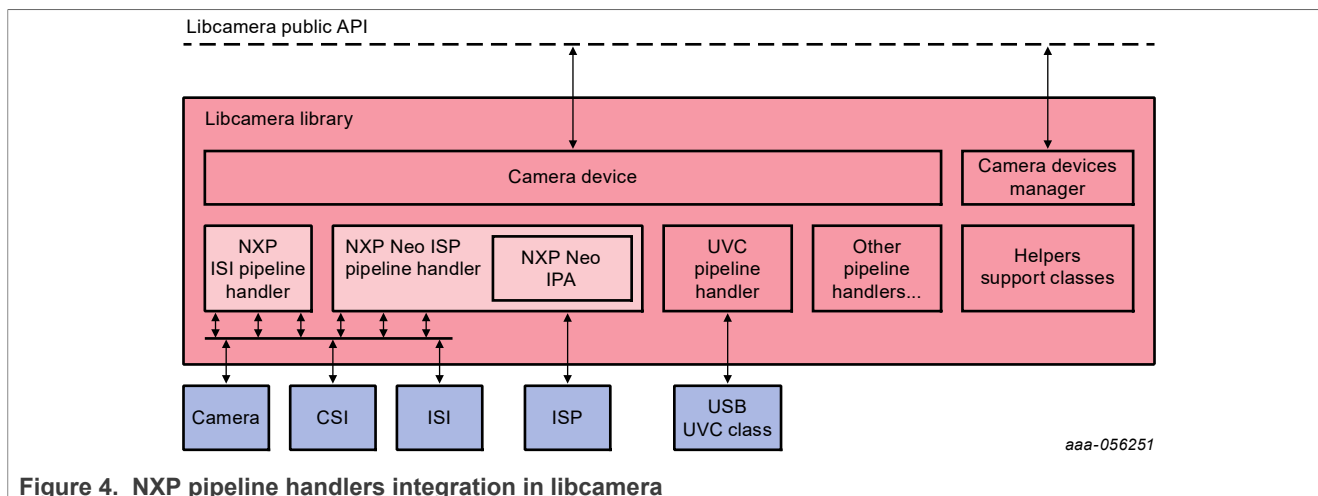 Libcamera public API
Libcamera library
Camera device
Camera devices
manager
NXP
ISI pipeline
handler
NXP Neo ISP
pipeline handler
NXP Neo
IPA
UVC
pipeline
handler
Other
pipeline
handlers...
Helpers
support classes
Camera
CSI
ISI
ISP
USB
UVC class
aaa-056251
Figure 4. NXP pipeline handlers integration in libcamera